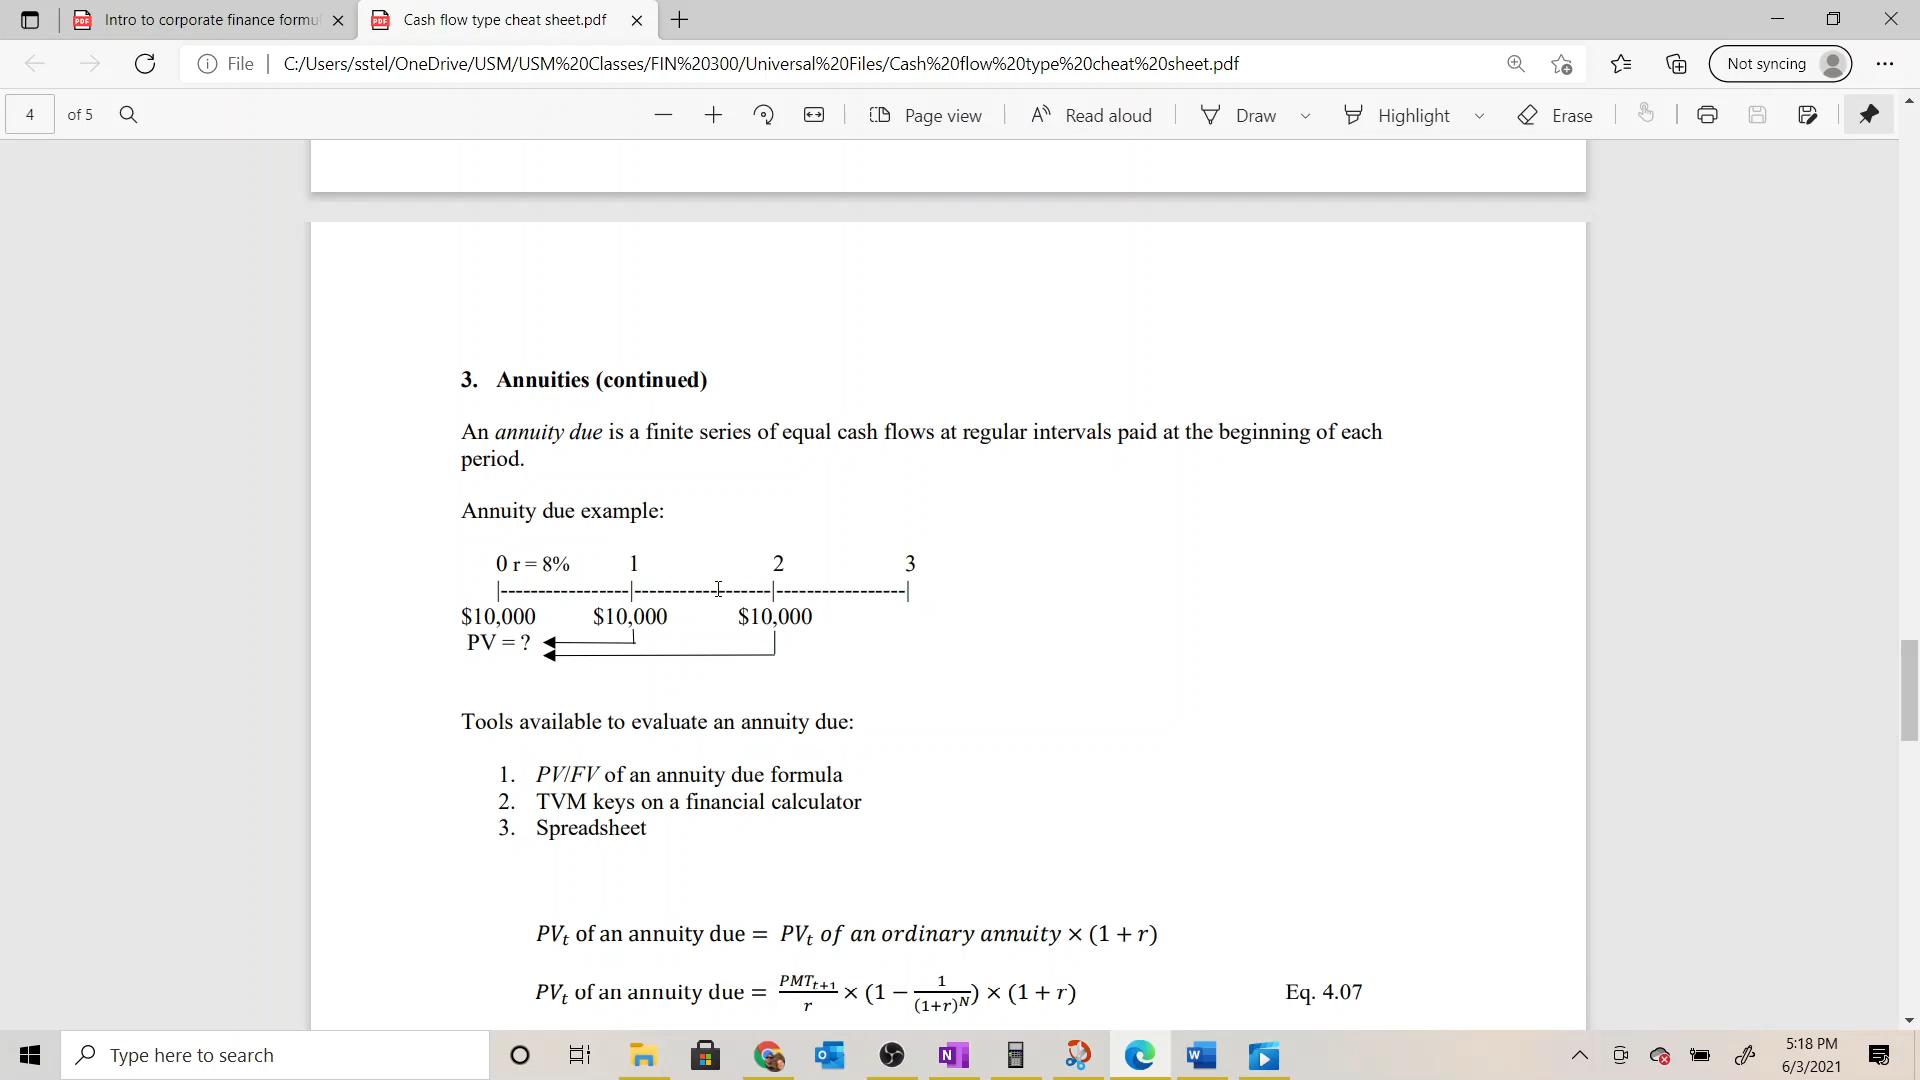 Intro to corporate finance formu
Cash flow type cheat sheet.pdf
File
C:/Users/sstel/OneDrive/USM/USM%20Classes/FIN%20300/Universal%20Files/Cash%20flow%20type%20cheat%20sheet.pdf
Not syncing
4 of 5
Page view
Read aloud
Draw
Highlight
Erase
3. Annuities (continued)
An annuity due is a finite series of equal cash flows at regular intervals paid at the beginning of each
period.
Annuity due example:
0 r = 8% 1 2 3
|-----------------|------------------|-----------------|
$10,000 $10,000 $10,000
PV = ?
Tools available to evaluate an annuity due:
1. PV/FV of an annuity due formula
2. TVM keys on a financial calculator
3. Spreadsheet
PVₜ of an annuity due = PVₜ of an ordinary annuity × (1 + r)
PVₜ of an annuity due = PMTₜ₊₁/r × (1 − 1/(1+r)ᴺ) × (1 + r) Eq. 4.07
Type here to search
5:18 PM
6/3/2021